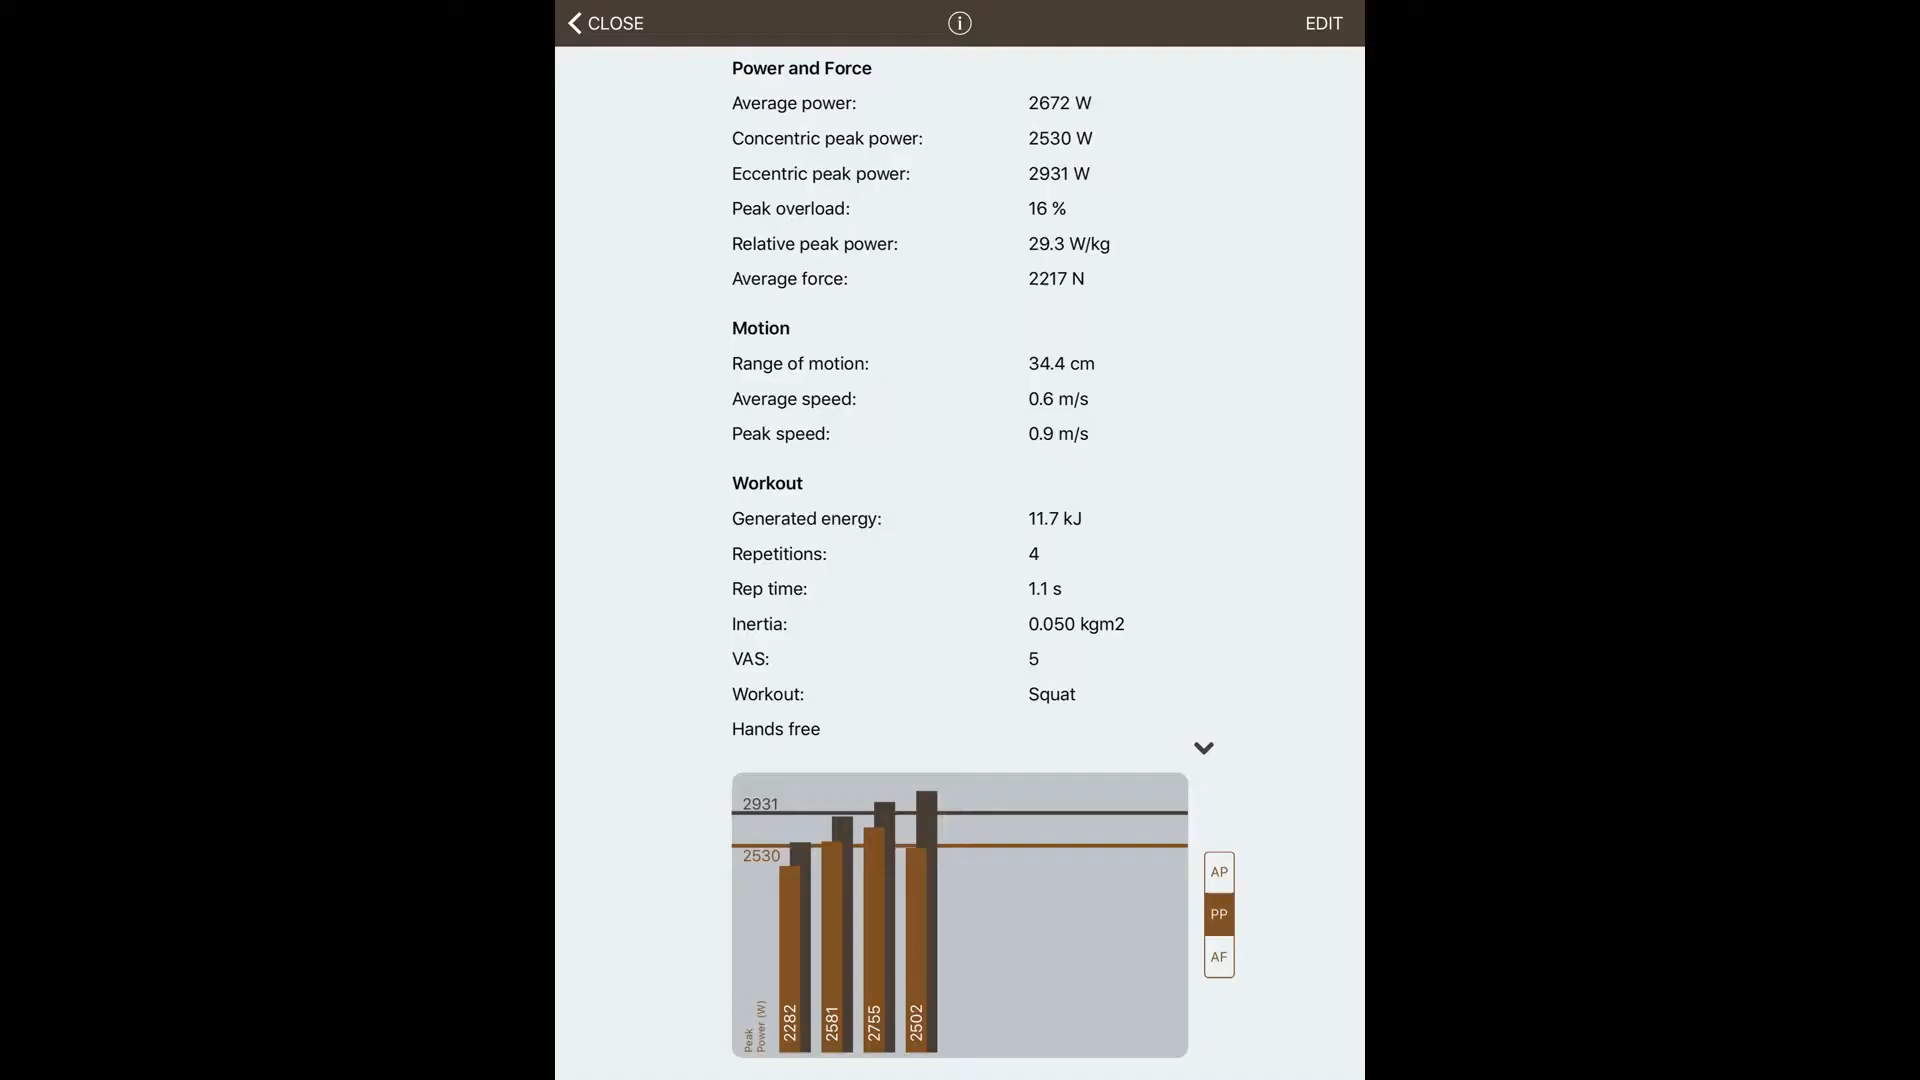 CLOSE
i
EDIT
Power and Force
Average power: 2672 W
Concentric peak power: 2530 W
Eccentric peak power: 2931 W
Peak overload: 16 %
Relative peak power: 29.3 W/kg
Average force: 2217 N
Motion
Range of motion: 34.4 cm
Average speed: 0.6 m/s
Peak speed: 0.9 m/s
Workout
Generated energy: 11.7 kJ
Repetitions: 4
Rep time: 1.1 s
Inertia: 0.050 kgm2
VAS: 5
Workout: Squat
Hands free
2931
2530
Peak
Power (W)
2282
2581
2755
2502
AP
PP
AF